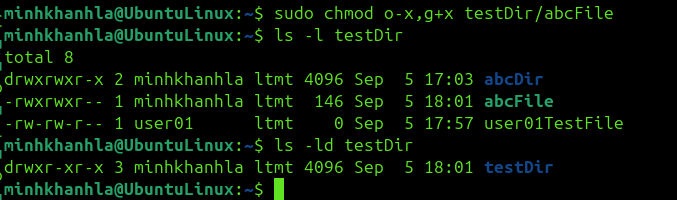 minhkhanhla@UbuntuLinux:~$ sudo chmod o-x,g+x testDir/abcFile
minhkhanhla@UbuntuLinux:~$ ls -l testDir
total 8
drwxrwxr-x 2 minhkhanhla ltmt 4096 Sep  5 17:03 abcDir
-rwxrwxr-- 1 minhkhanhla ltmt  146 Sep  5 18:01 abcFile
-rw-rw-r-- 1 user01      ltmt    0 Sep  5 17:57 user01TestFile
minhkhanhla@UbuntuLinux:~$ ls -ld testDir
drwxr-xr-x 3 minhkhanhla ltmt 4096 Sep  5 18:01 testDir
minhkhanhla@UbuntuLinux:~$